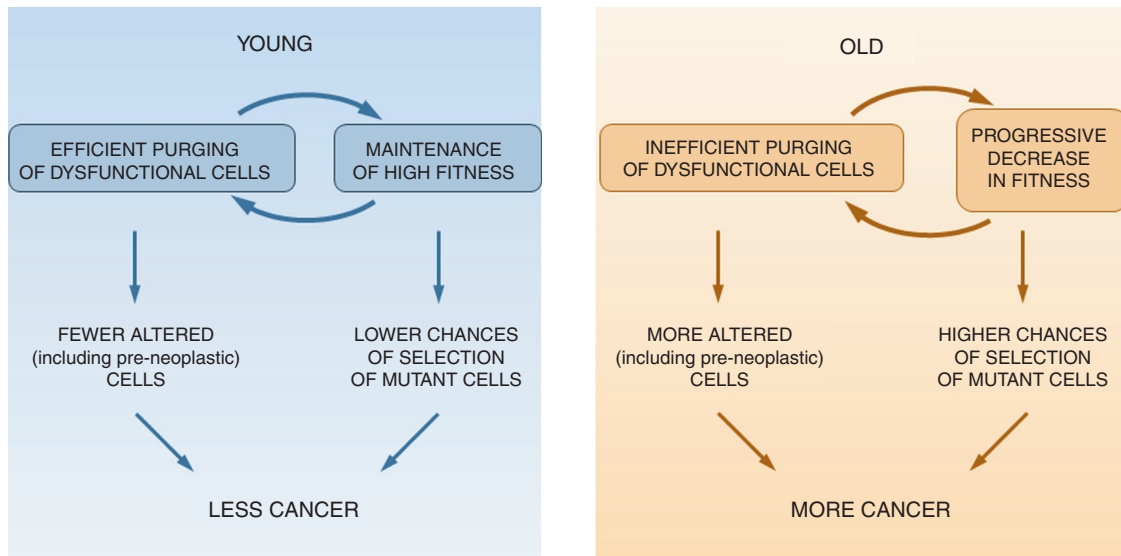 YOUNG
EFFICIENT PURGING
OF DYSFUNCTIONAL CELLS
MAINTENANCE
OF HIGH FITNESS
FEWER ALTERED
(including pre-neoplastic)
CELLS
LOWER CHANCES
OF SELECTION
OF MUTANT CELLS
LESS CANCER
OLD
INEFFICIENT PURGING
OF DYSFUNCTIONAL CELLS
PROGRESSIVE
DECREASE
IN FITNESS
MORE ALTERED
(including pre-neoplastic)
CELLS
HIGHER CHANCES
OF SELECTION
OF MUTANT CELLS
MORE CANCER